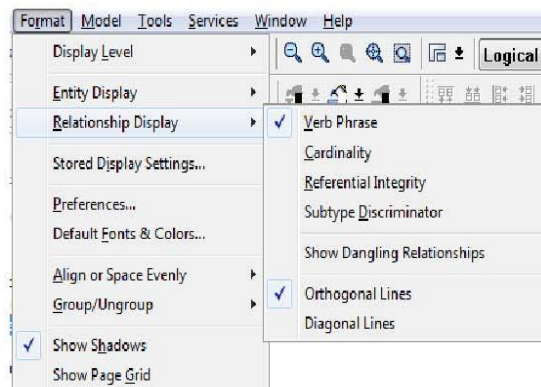 Format Model Tools Services Window Help
Display Level
Logical
Entity Display
Relationship Display
Verb Phrase
Cardinality
Referential Integrity
Subtype Discriminator
Stored Display Settings...
Preferences...
Default Fonts & Colors...
Show Dangling Relationships
Align or Space Evenly
Orthogonal Lines
Group/Ungroup
Diagonal Lines
Show Shadows
Show Page Grid